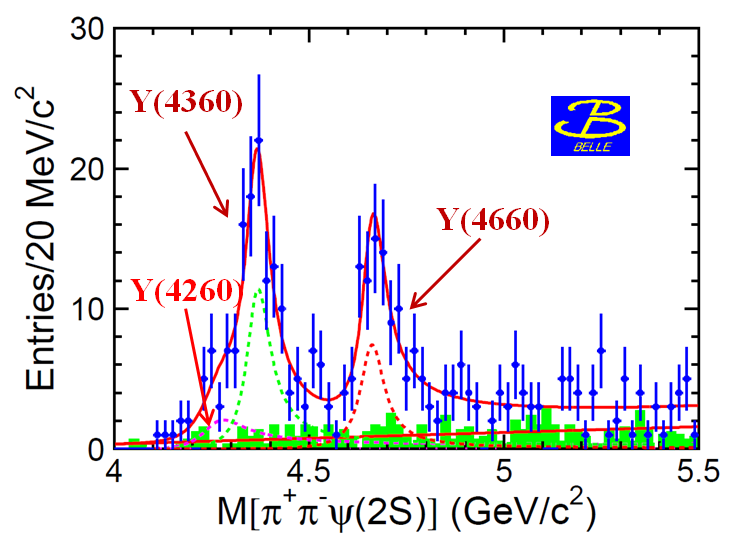 30
20
10
0
Entries/20 MeV/c²
Y(4360)
Y(4260)
Y(4660)
BELLE
4
4.5
5
5.5
M[π⁺π⁻ψ(2S)] (GeV/c²)